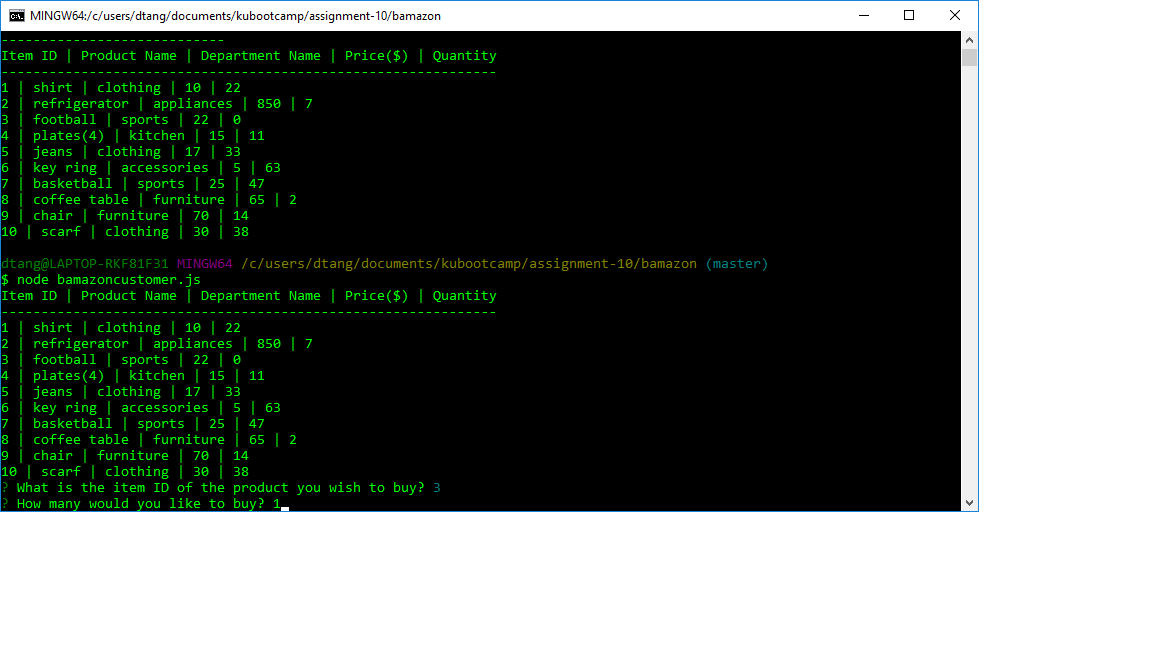 MINGW64:/c/users/dtang/documents/kubootcamp/assignment-10/bamazon
----------------------------
Item ID | Product Name | Department Name | Price($) | Quantity
--------------------------------------------------------------
1 | shirt | clothing | 10 | 22
2 | refrigerator | appliances | 850 | 7
3 | football | sports | 22 | 0
4 | plates(4) | kitchen | 15 | 11
5 | jeans | clothing | 17 | 33
6 | key ring | accessories | 5 | 63
7 | basketball | sports | 25 | 47
8 | coffee table | furniture | 65 | 2
9 | chair | furniture | 70 | 14
10 | scarf | clothing | 30 | 38
dtang@LAPTOP-RKF81F31 MINGW64 /c/users/dtang/documents/kubootcamp/assignment-10/bamazon (master)
$ node bamazoncustomer.js
Item ID | Product Name | Department Name | Price($) | Quantity
--------------------------------------------------------------
1 | shirt | clothing | 10 | 22
2 | refrigerator | appliances | 850 | 7
3 | football | sports | 22 | 0
4 | plates(4) | kitchen | 15 | 11
5 | jeans | clothing | 17 | 33
6 | key ring | accessories | 5 | 63
7 | basketball | sports | 25 | 47
8 | coffee table | furniture | 65 | 2
9 | chair | furniture | 70 | 14
10 | scarf | clothing | 30 | 38
? What is the item ID of the product you wish to buy? 3
? How many would you like to buy? 1